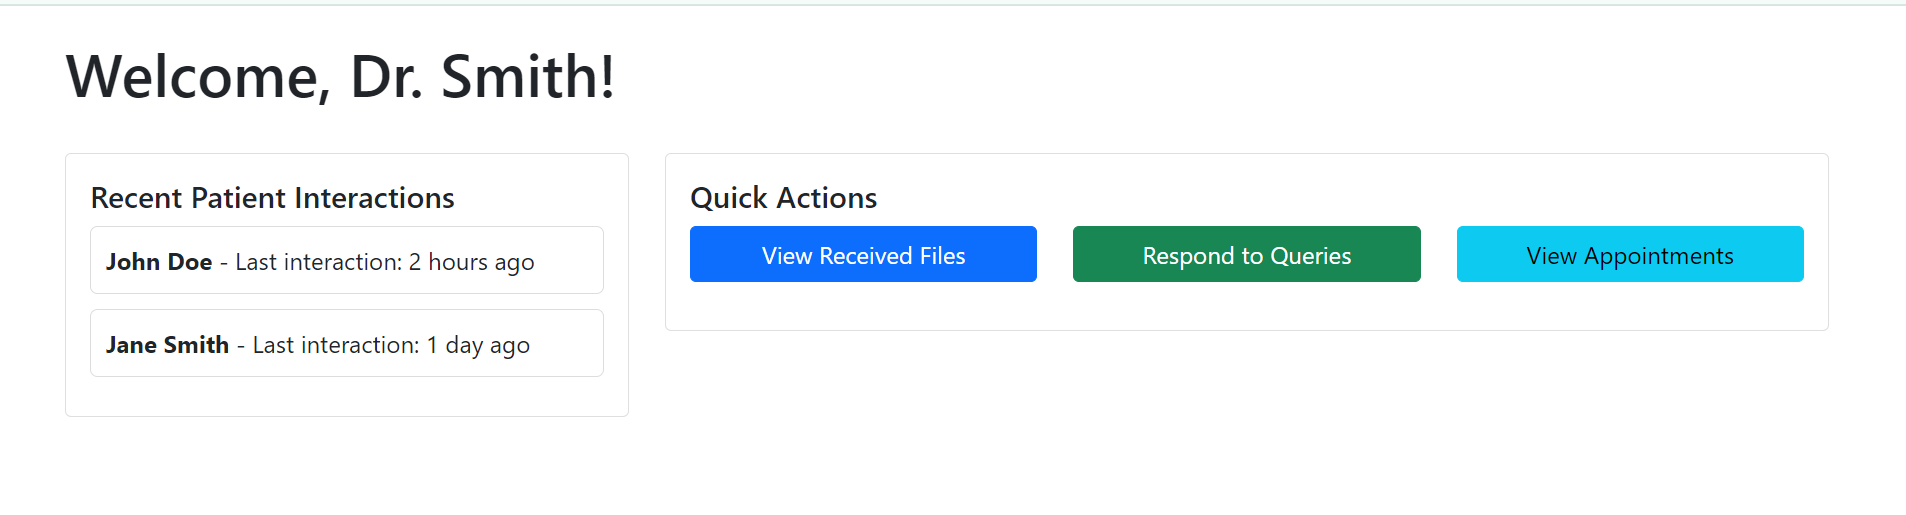 Welcome, Dr. Smith!
Recent Patient Interactions
John Doe - Last interaction: 2 hours ago
Jane Smith - Last interaction: 1 day ago
Quick Actions
View Received Files
Respond to Queries
View Appointments